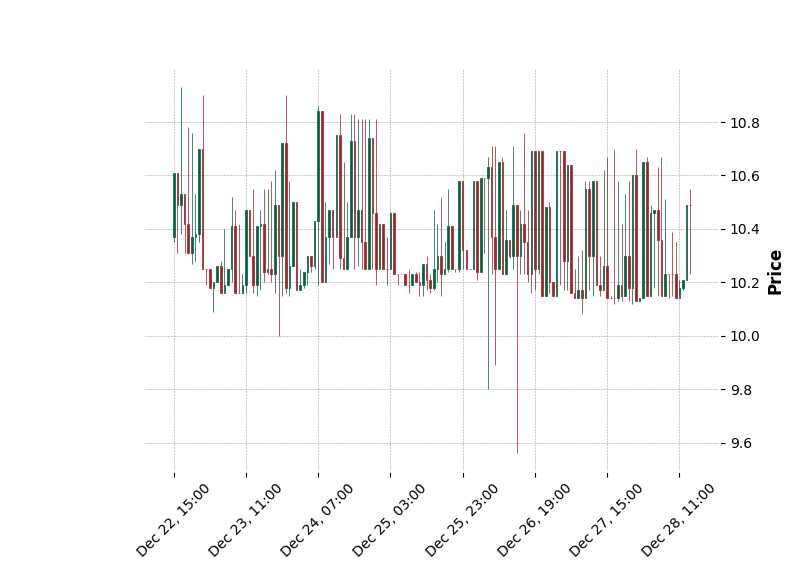 10.8
10.6
10.4
10.2
10.0
9.8
9.6
Price
Dec 22, 15:00
Dec 23, 11:00
Dec 24, 07:00
Dec 25, 03:00
Dec 25, 23:00
Dec 26, 19:00
Dec 27, 15:00
Dec 28, 11:00